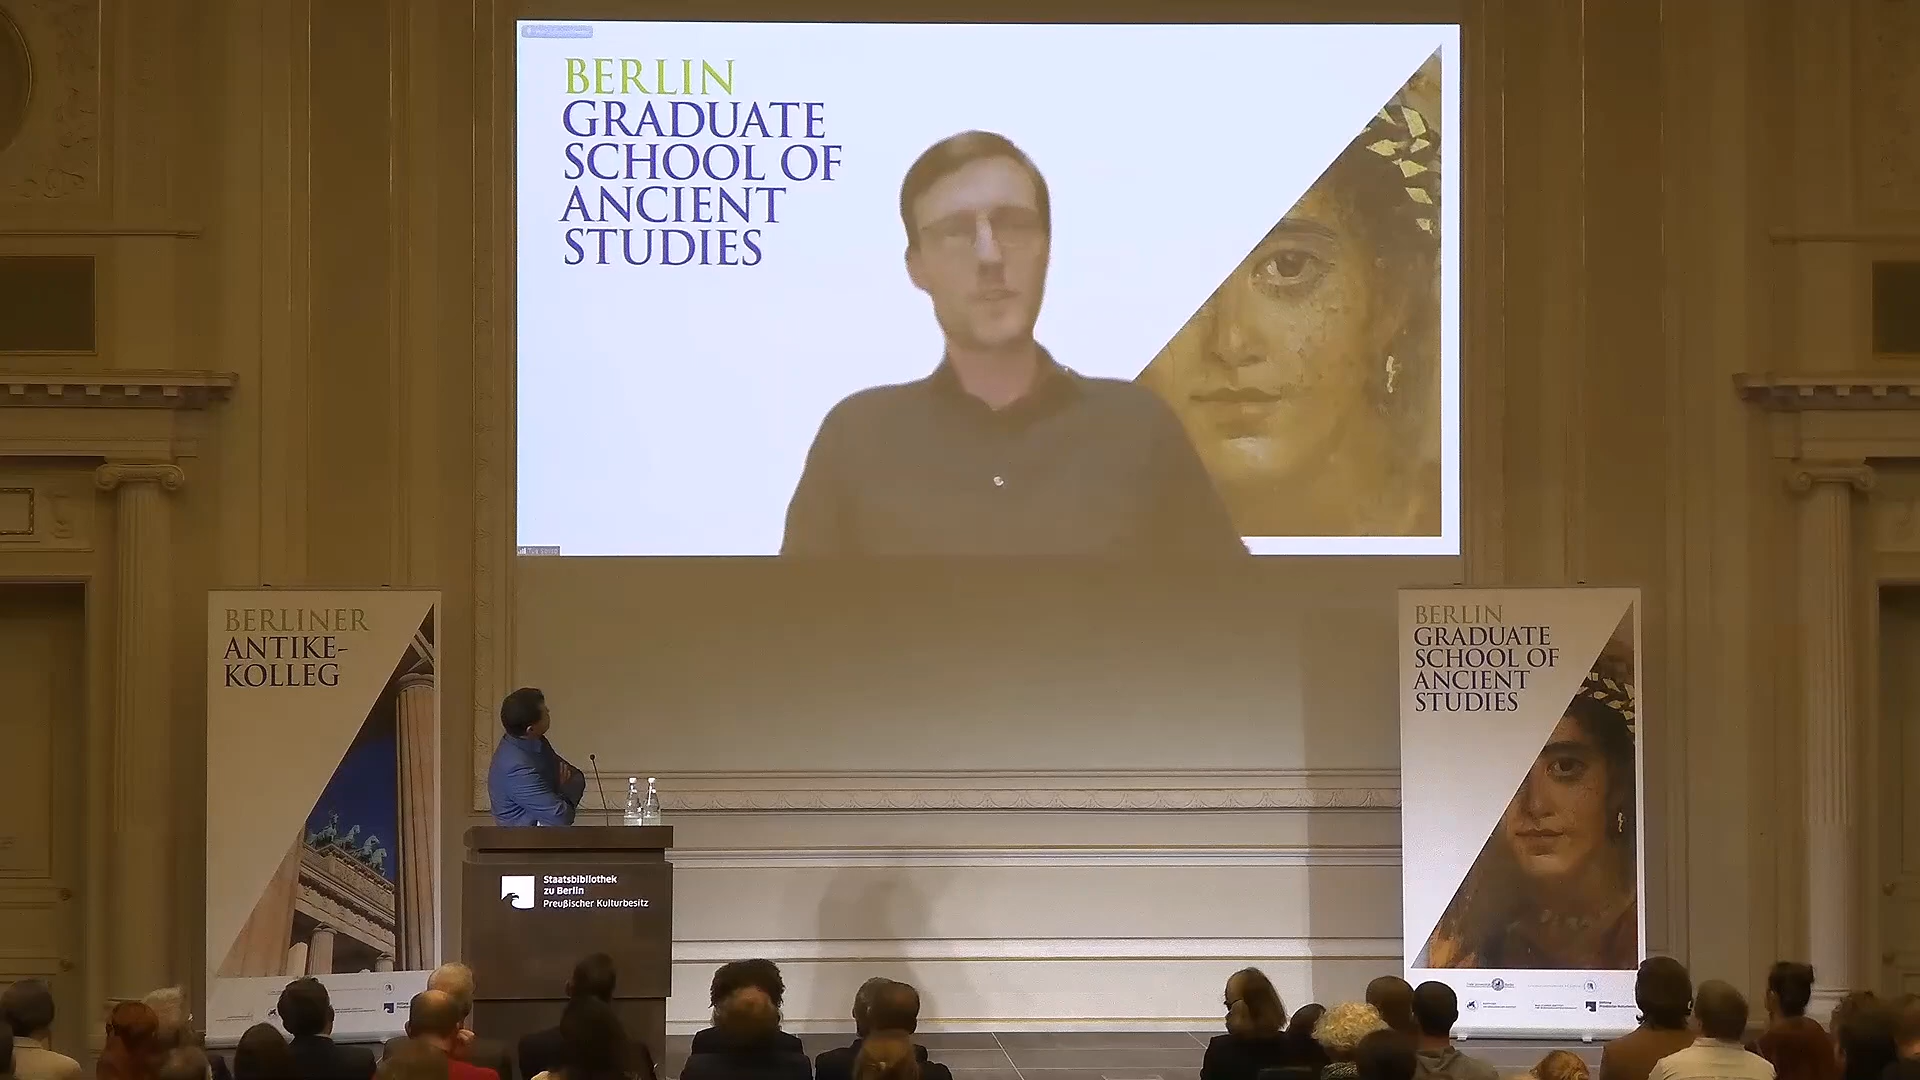 BERLIN
GRADUATE
SCHOOL OF
ANCIENT
STUDIES
BERLINER
ANTIKE-
KOLLEG
BERLIN
GRADUATE
SCHOOL OF
ANCIENT
STUDIES
Staatsbibliothek
zu Berlin
Preußischer Kulturbesitz